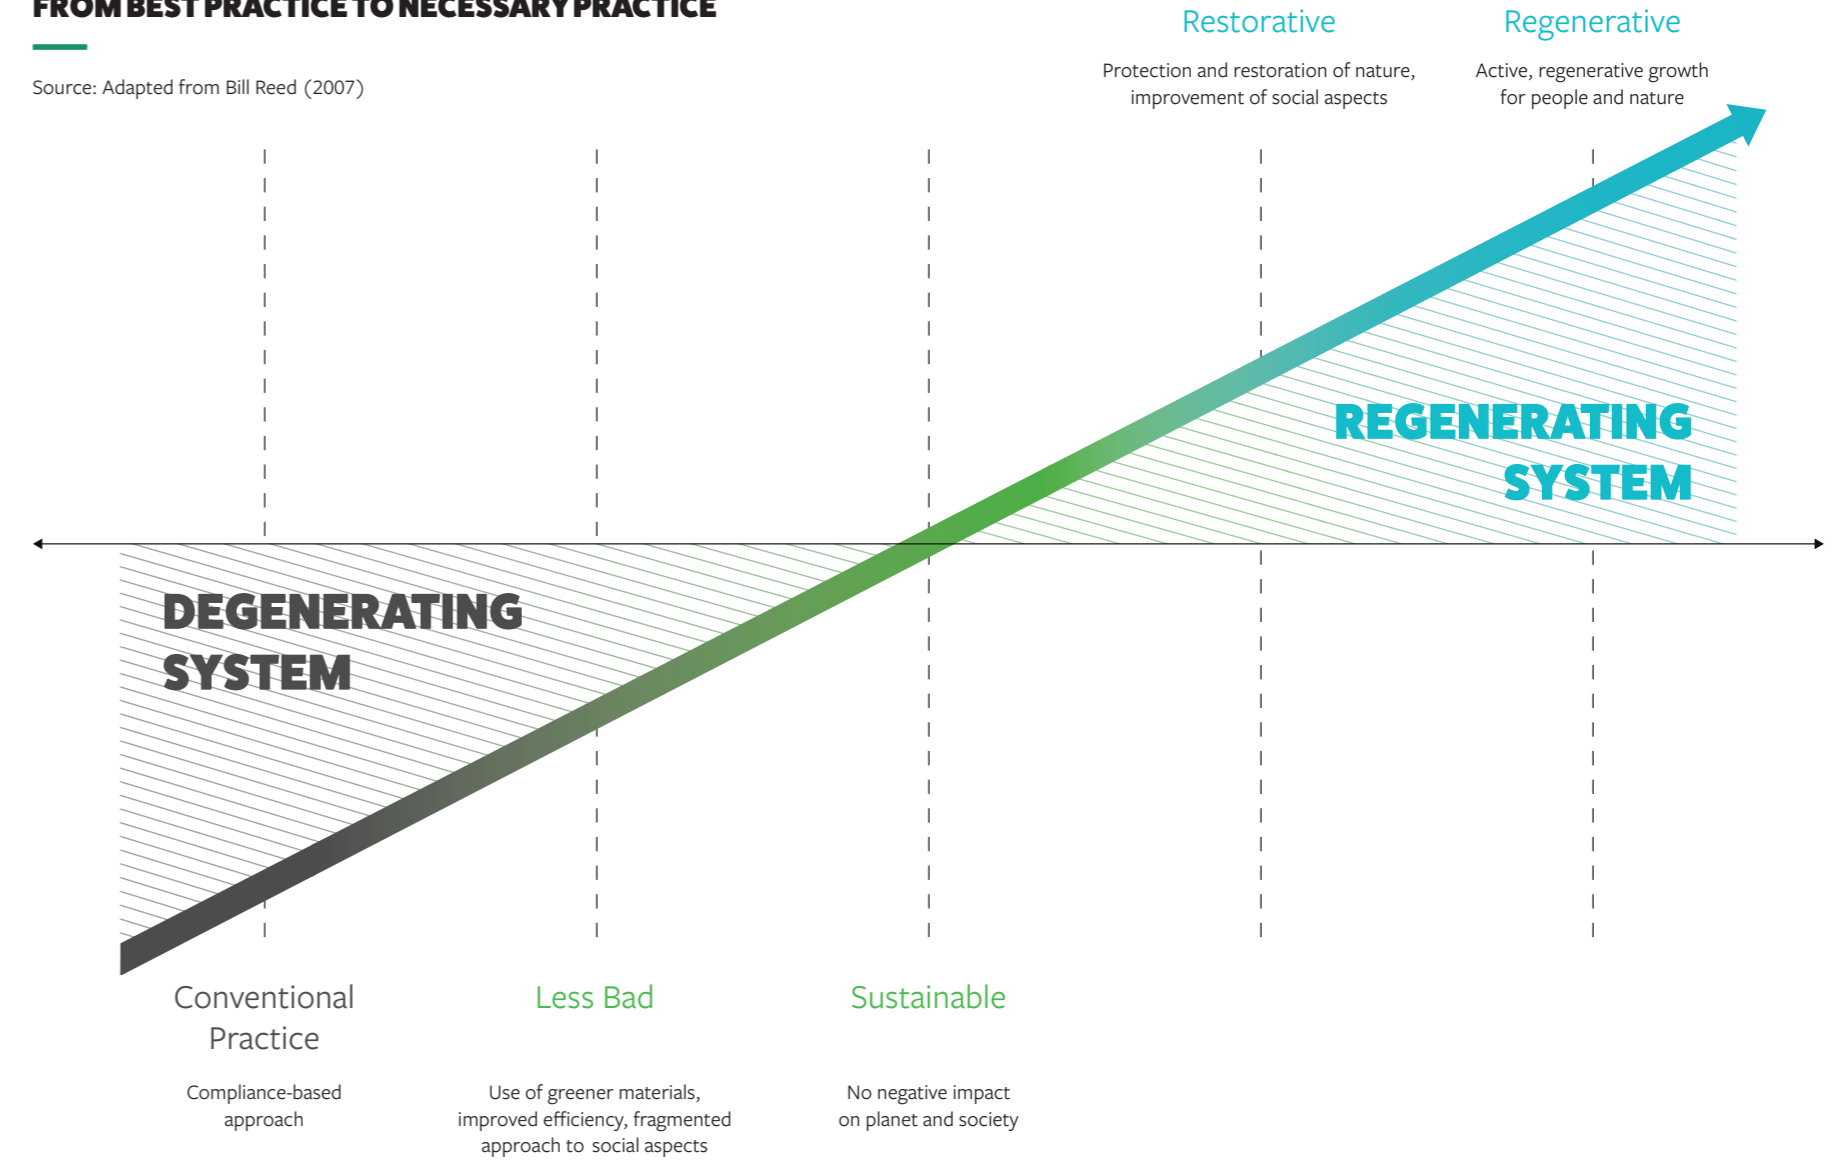 FROM BEST PRACTICE TO NECESSARY PRACTICE
Source: Adapted from Bill Reed (2007)
Restorative
Protection and restoration of nature,
improvement of social aspects
Regenerative
Active, regenerative growth
for people and nature
REGENERATING
SYSTEM
DEGENERATING
SYSTEM
Conventional
Practice
Compliance-based
approach
Less Bad
Use of greener materials,
improved efficiency, fragmented
approach to social aspects
Sustainable
No negative impact
on planet and society